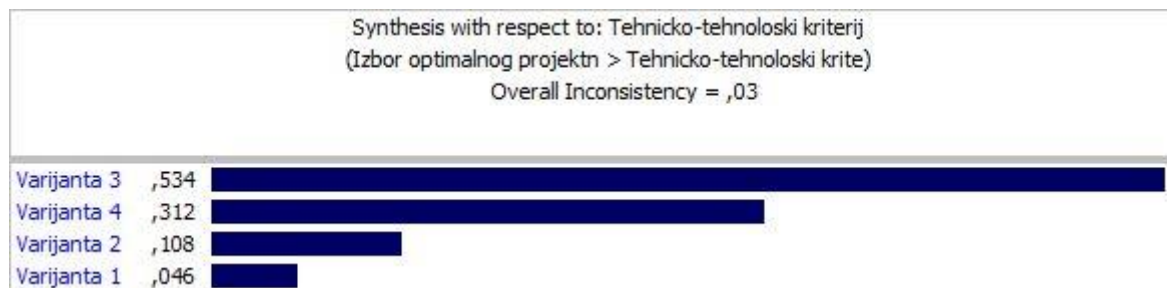 Synthesis with respect to: Tehnicko-tehnoloski kriterij
(Izbor optimalnog projektn > Tehnicko-tehnoloski krite)
Overall Inconsistency = ,03
Varijanta 3 ,534
Varijanta 4 ,312
Varijanta 2 ,108
Varijanta 1 ,046